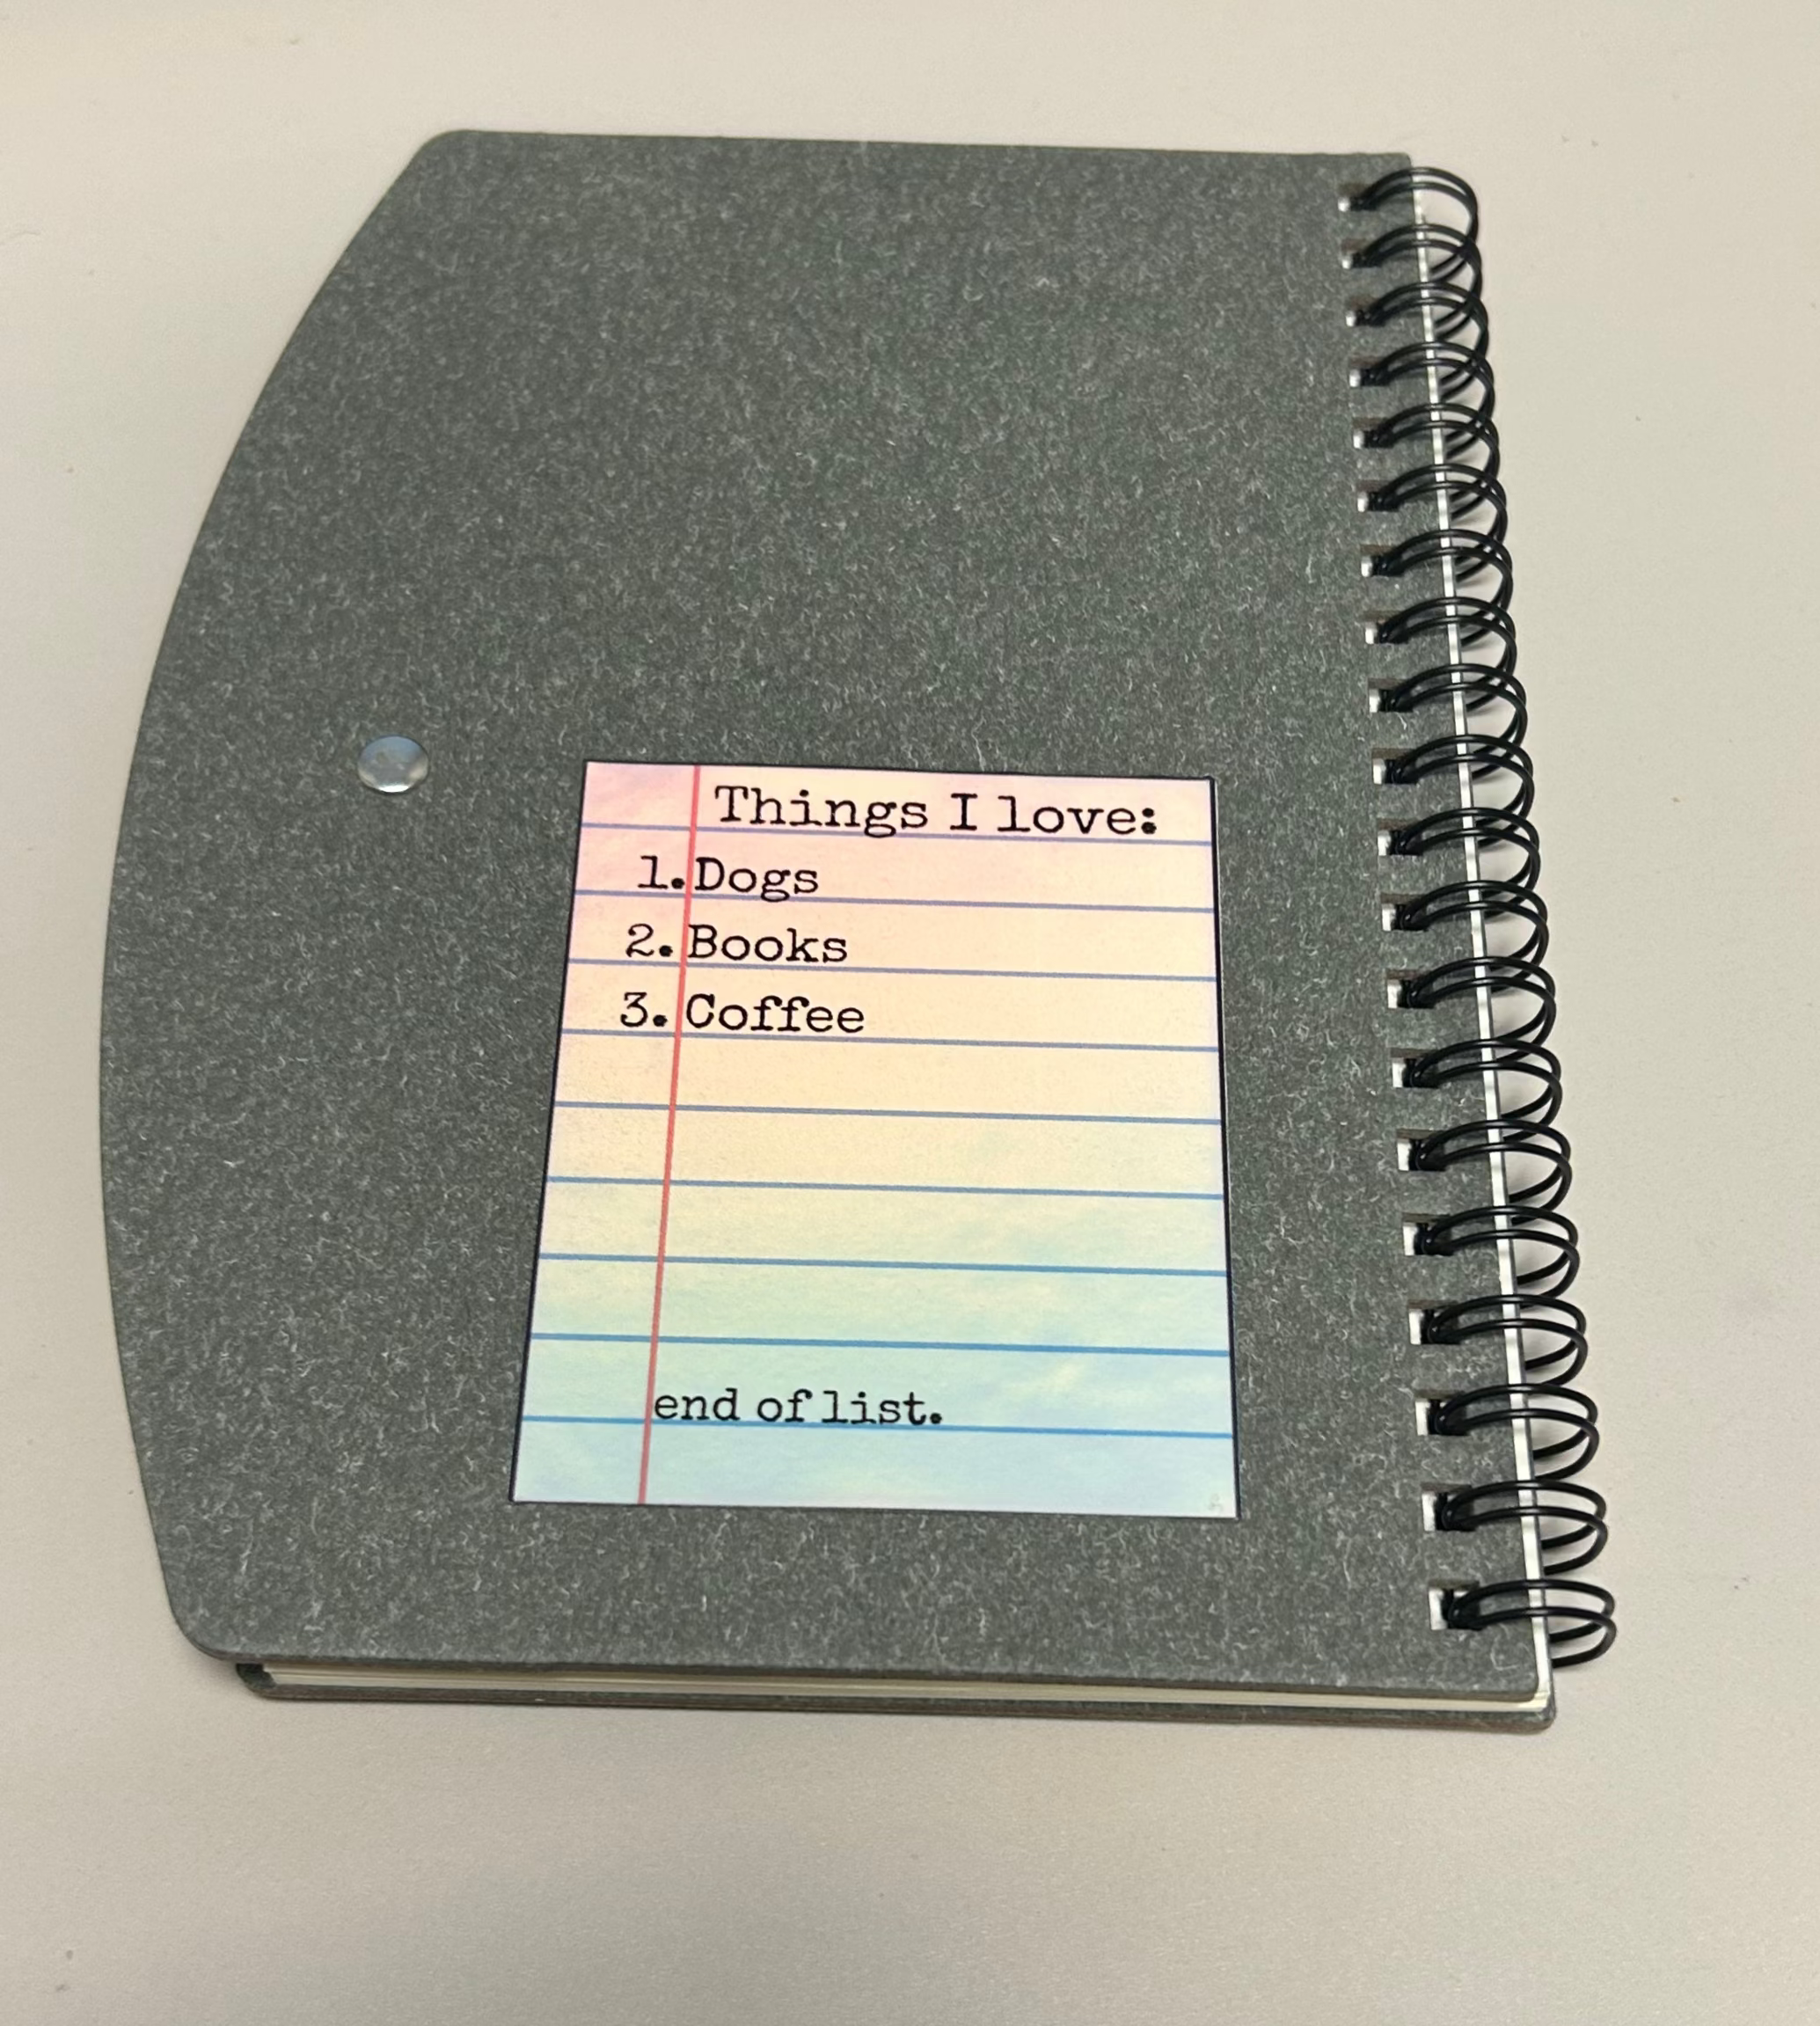 Things I love:
1. Dogs
2. Books
3. Coffee
end of list.